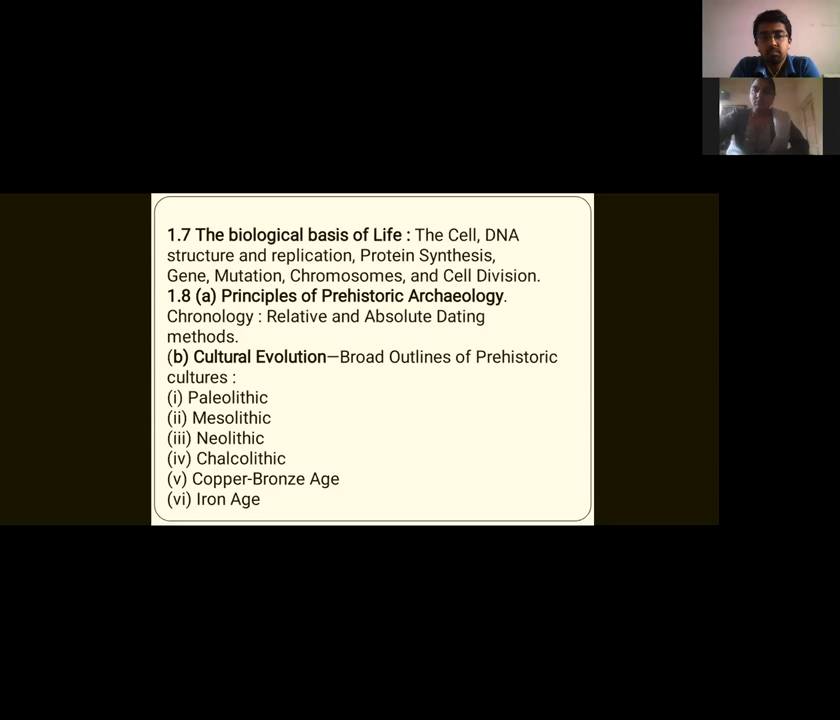 1.7 The biological basis of Life : The Cell, DNA
structure and replication, Protein Synthesis,
Gene, Mutation, Chromosomes, and Cell Division.
1.8 (a) Principles of Prehistoric Archaeology.
Chronology : Relative and Absolute Dating
methods.
(b) Cultural Evolution—Broad Outlines of Prehistoric
cultures :
(i) Paleolithic
(ii) Mesolithic
(iii) Neolithic
(iv) Chalcolithic
(v) Copper-Bronze Age
(vi) Iron Age